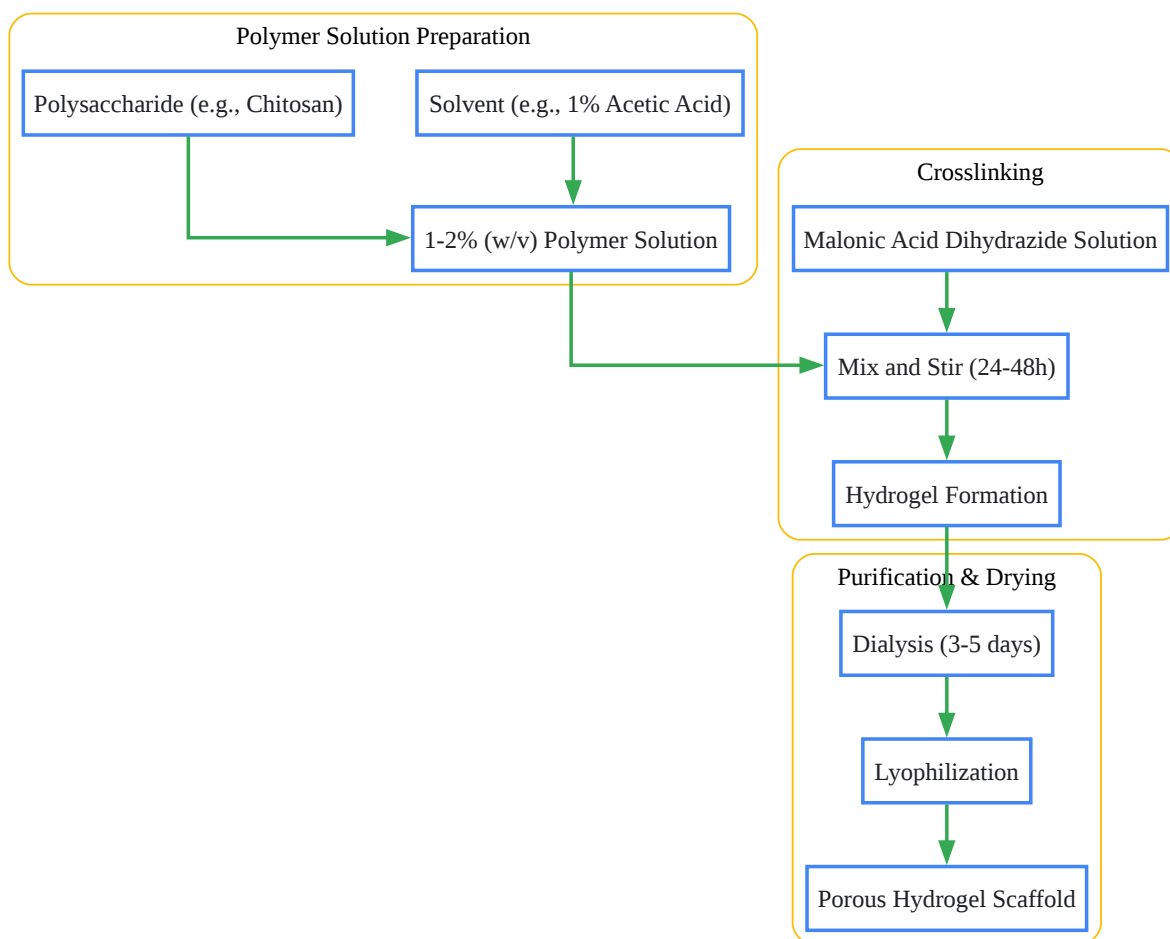 Polymer Solution Preparation
Polysaccharide (e.g., Chitosan)
Solvent (e.g., 1% Acetic Acid)
1-2% (w/v) Polymer Solution
Crosslinking
Malonic Acid Dihydrazide Solution
Mix and Stir (24-48h)
Hydrogel Formation
Purification & Drying
Dialysis (3-5 days)
Lyophilization
Porous Hydrogel Scaffold